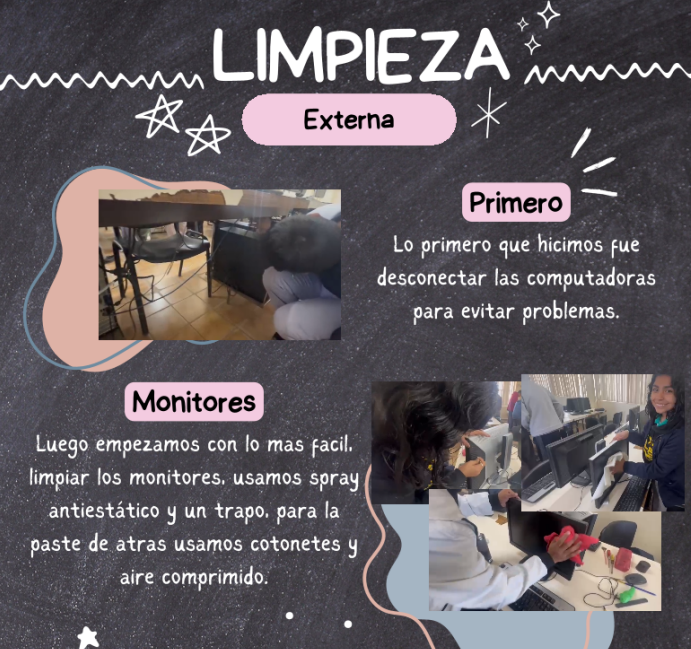 LIMPIEZA
Externa
Primero
Lo primero que hicimos fue
desconectar las computadoras
para evitar problemas.
Monitores
Luego empezamos con lo mas facil,
limpiar los monitores, usamos spray
antiestático y un trapo, para la
paste de atras usamos cotonetes y
aire comprimido.